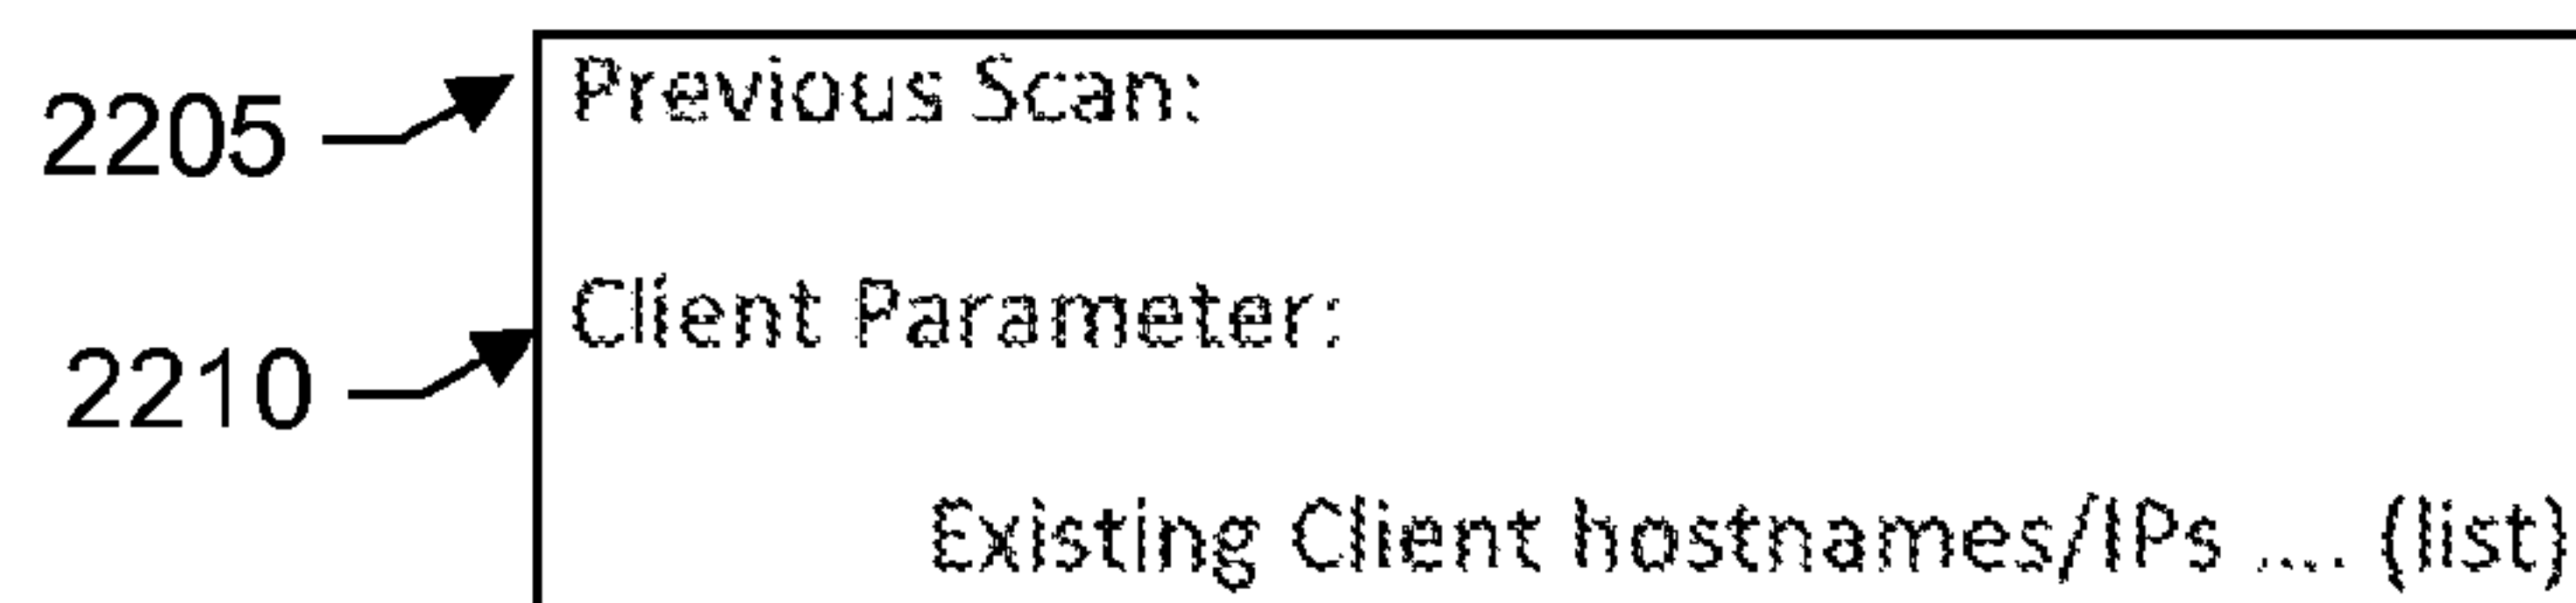 2205 Previous Scan:
2210 Client Parameter:
Existing Client hostnames/IPs .... (list)